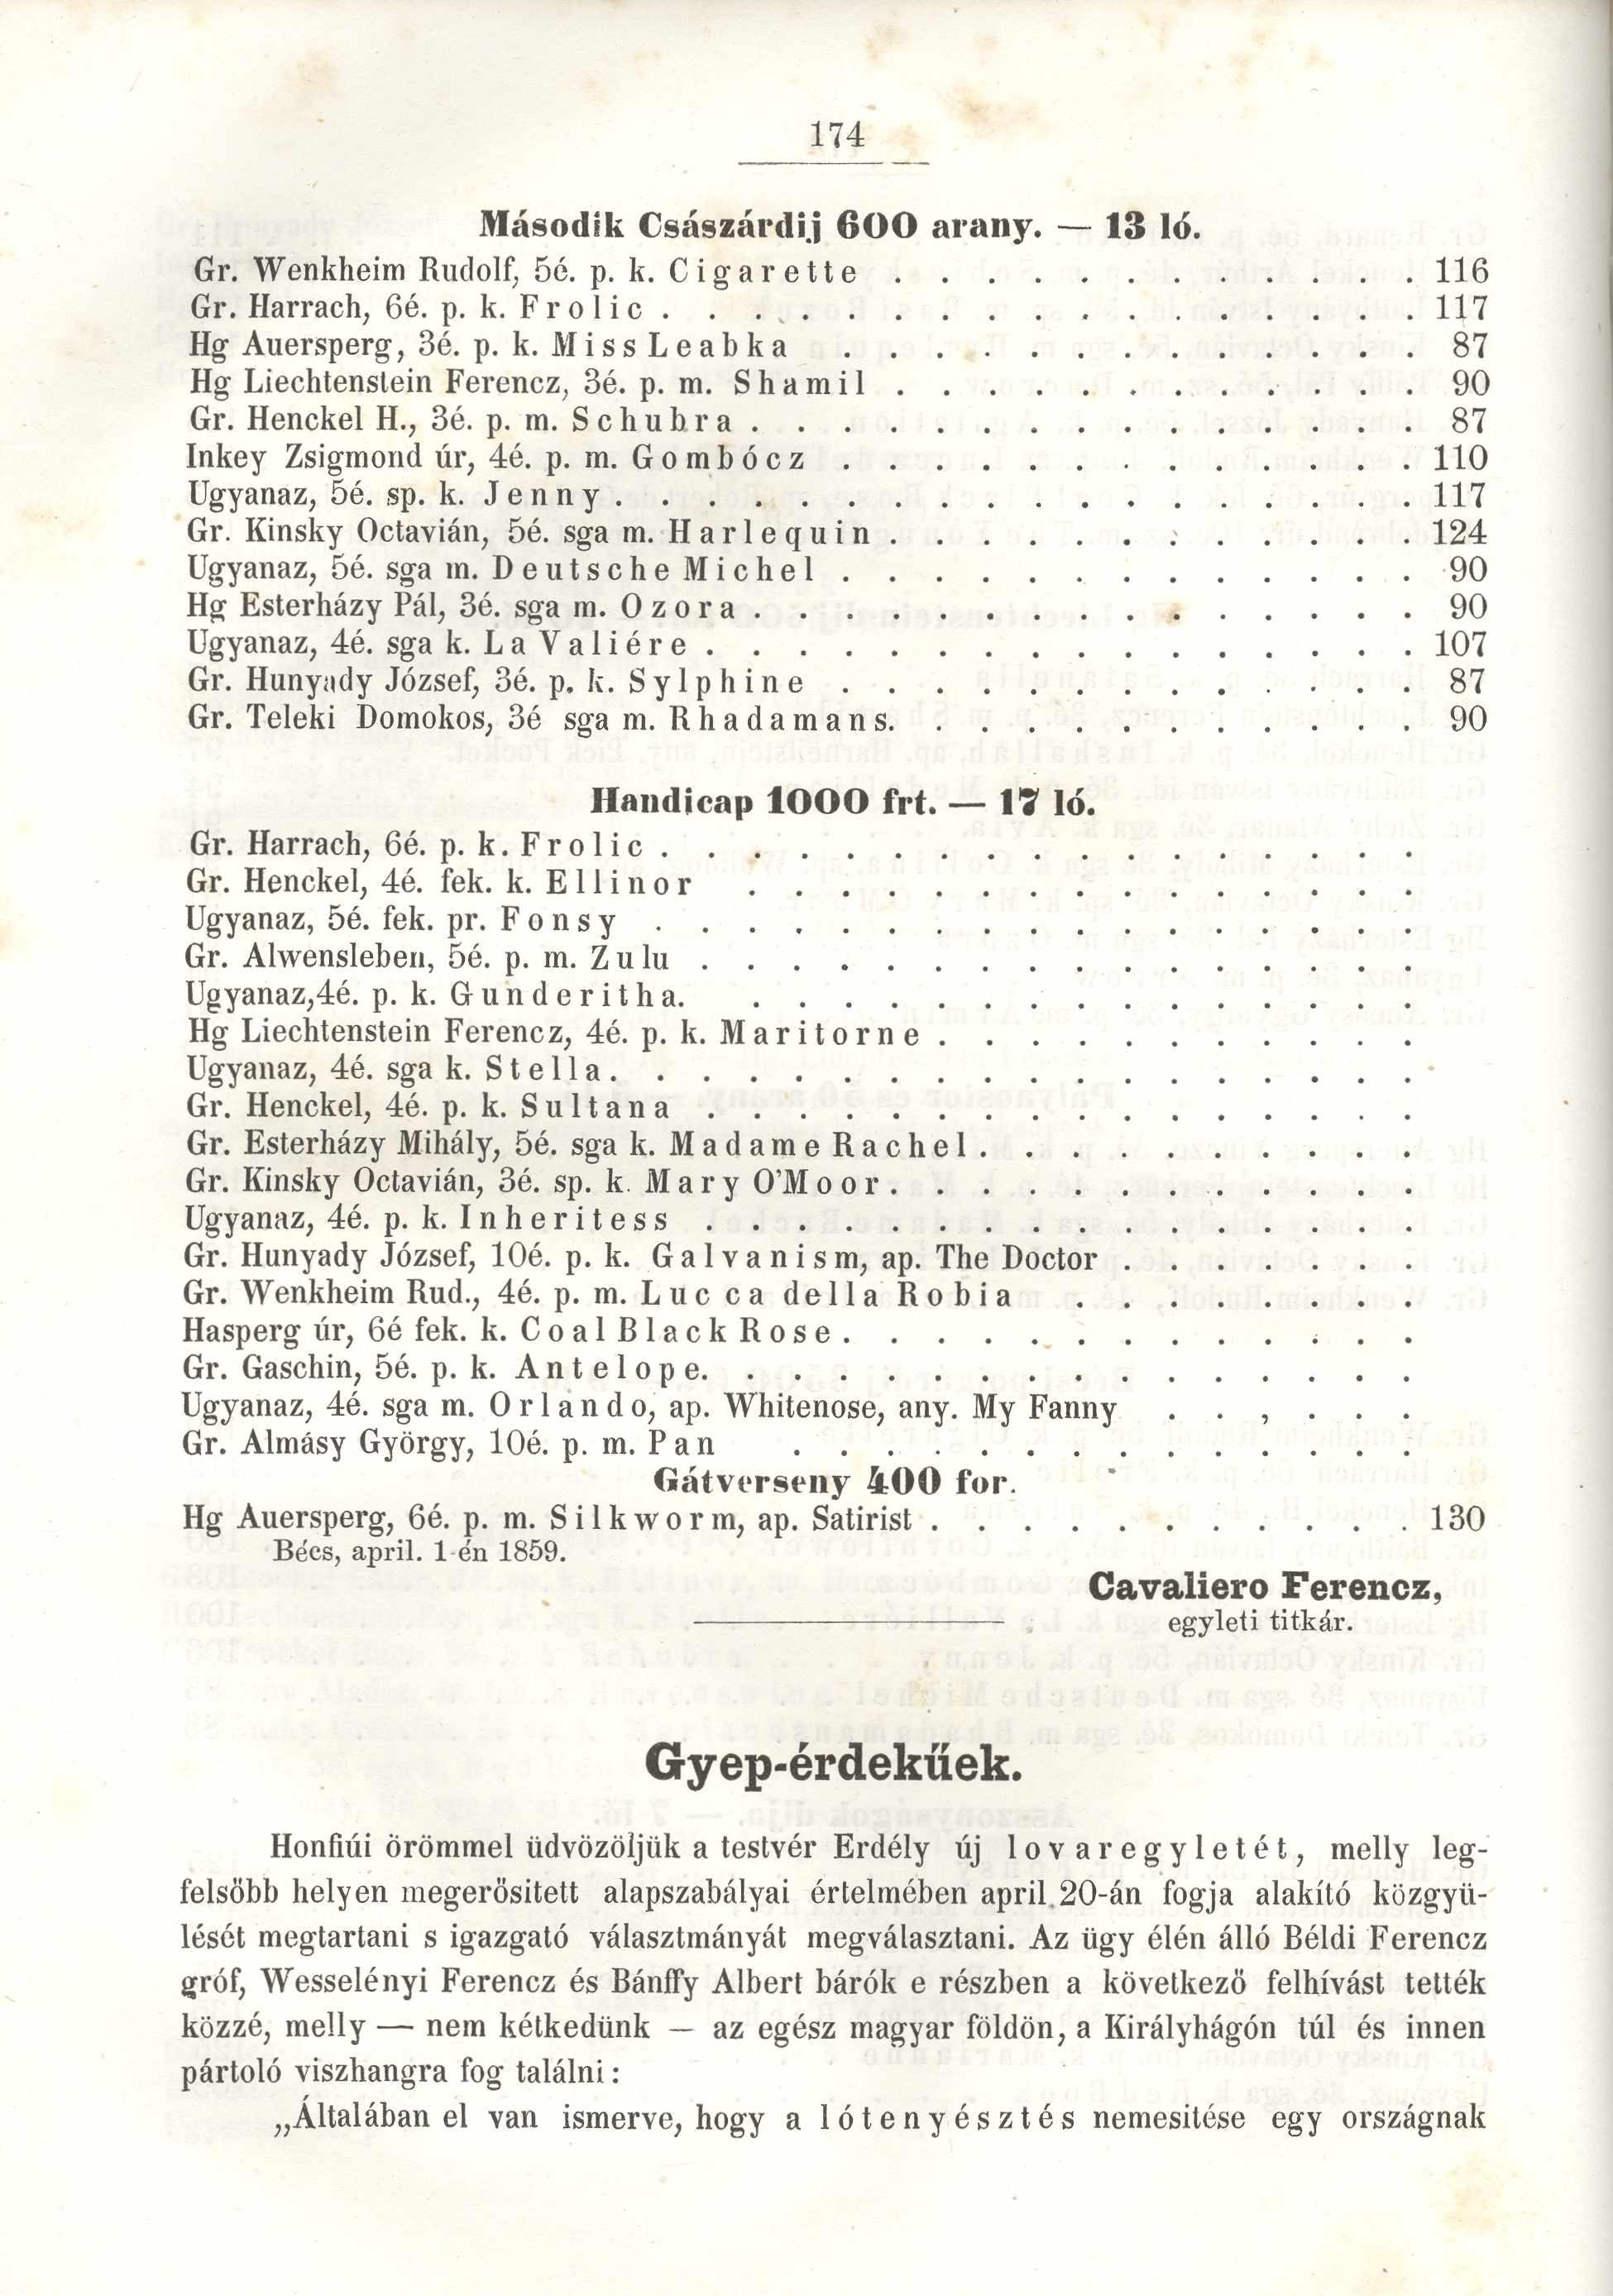 174
Második Császárdij 600 arany. — 13 ló.
Gr. Wenkheim Rudolf, 5é. p. k. Cigarette . . . . . . . . . . . . 116
Gr. Harrach, 6é. p. k. Frolic . . . . . . . . . . . . . . . . . 117
Hg Auersperg, 3é. p. k. Miss Leabka . . . . . . . . . . . . . 87
Hg Liechtenstein Ferencz, 3é. p. m. Shamil . . . . . . . . . . . . 90
Gr. Henckel H., 3é. p. m. Schubra . . . . . . . . . . . . . . . 87
Inkey Zsigmond úr, 4é. p. m. Gombócz . . . . . . . . . . . . . 110
Ugyanaz, 5é. sp. k. Jenny . . . . . . . . . . . . . . . . . . 117
Gr. Kinsky Octavián, 5é. sga m. Harlequin . . . . . . . . . . . . 124
Ugyanaz, 5é. sga m. Deutsche Michel . . . . . . . . . . . . . 90
Hg Esterházy Pál, 3é. sga m. Ozora . . . . . . . . . . . . . . . 90
Ugyanaz, 4é. sga k. La Valiére . . . . . . . . . . . . . . . . 107
Gr. Hunyady József, 3é. p. k. Sylphine . . . . . . . . . . . . . 87
Gr. Teleki Domokos, 3é sga m. Rhadamans. . . . . . . . . . . . 90
Handicap 1000 frt. — 17 ló.
Gr. Harrach, 6é. p. k. Frolic . . . . . . . . . . . . . . . . .
Gr. Henckel, 4é. fek. k. Ellinor . . . . . . . . . . . . . . .
Ugyanaz, 5é. fek. pr. Fonsy . . . . . . . . . . . . . . . . .
Gr. Alwensleben, 5é. p. m. Zulu . . . . . . . . . . . . . . . .
Ugyanaz,4é. p. k. Gunderitha. . . . . . . . . . . . . . . .
Hg Liechtenstein Ferencz, 4é. p. k. Maritorne . . . . . . . . . . .
Ugyanaz, 4é. sga k. Stella. . . . . . . . . . . . . . . . . .
Gr. Henckel, 4é. p. k. Sultana . . . . . . . . . . . . . . . .
Gr. Esterházy Mihály, 5é. sga k. Madame Rachel . . . . . . . . . .
Gr. Kinsky Octavián, 3é. sp. k. Mary O'Moor . . . . . . . . . . . .
Ugyanaz, 4é. p. k. Inheritess . . . . . . . . . . . . . . . .
Gr. Hunyady József, 10é. p. k. Galvanism, ap. The Doctor . . . . . . .
Gr. Wenkheim Rud., 4é. p. m. Luc ca della Robia . . . . . . . .
Hasperg úr, 6é fek. k. Coal Black Rose . . . . . . . . . . . . .
Gr. Gaschin, 5é. p. k. Antelope. . . . . . . . . . . . . . . .
Ugyanaz, 4é. sga m. Orlando, ap. Whitenose, any. My Fanny . . , . . .
Gr. Almásy György, 10é. p. m. Pan . . . . . . . . . . . . . .
Gátverseny 400 for.
Hg Auersperg, 6é. p. m. Silkworm, ap. Satirist . . . . . . . . . . . 130
Bécs, april. 1-én 1859.
Cavaliero Ferencz,
egyleti titkár.
Gyep-érdekűek.
Honfiúi örömmel üdvözöljük a testvér Erdély új lovaregyletét, melly leg-
felsöbb helyen megerösitett alapszabályai értelmében april. 20-án fogja alakító közgyü-
lését megtartani s igazgató választmányát megválasztani. Az ügy élén álló Béldi Ferencz
gróf, Wesselényi Ferencz és Bánffy Albert bárók e részben a következő felhívást tették
közzé, melly — nem kétkedünk — az egész magyar földön, a Királyhágón túl és innen
pártoló viszhangra fog találni:
„Általában el van ismerve, hogy a lótenyésztés nemesitése egy országnak